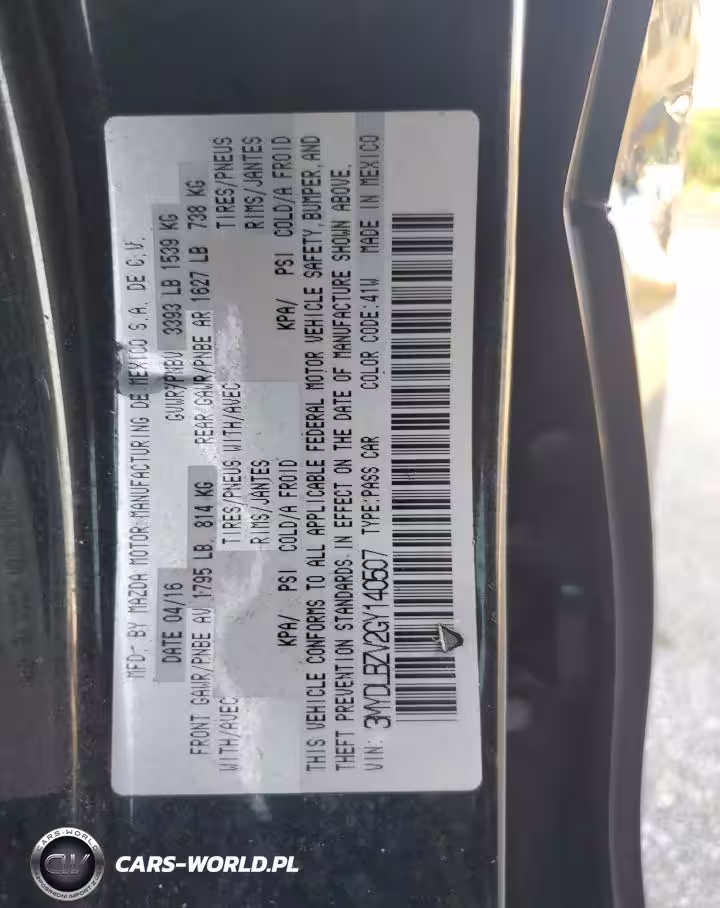 MFD. BY MAZDA MOTOR MANUFACTURING DE MEXICO S.A. DE C.V.
DATE 04/16 GVWR/PNBV 3393 LB 1539 KG
FRONT GAWR/PNBE AV 1795 LB. 814 KG REAR GAWR/PNBE AR 1627 LB 738 KG
WITH/AVEC TIRES/PNEUS WITH/AVEC TIRES/PNEUS
RIMS/JANTES RIMS/JANTES
KPA/ PSI COLD/A FROID KPA/ PSI COLD/A FROID
THIS VEHICLE CONFORMS TO ALL APPLICABLE FEDERAL MOTOR VEHICLE SAFETY, BUMPER, AND
THEFT PREVENTION STANDARDS IN EFFECT ON THE DATE OF MANUFACTURE SHOWN ABOVE.
VIN: 3MYDLBZV2GY140507 TYPE:PASS CAR COLOR CODE:41W MADE IN MEXICO
CARS-WORLD
CW
CARS-WORLD.PL